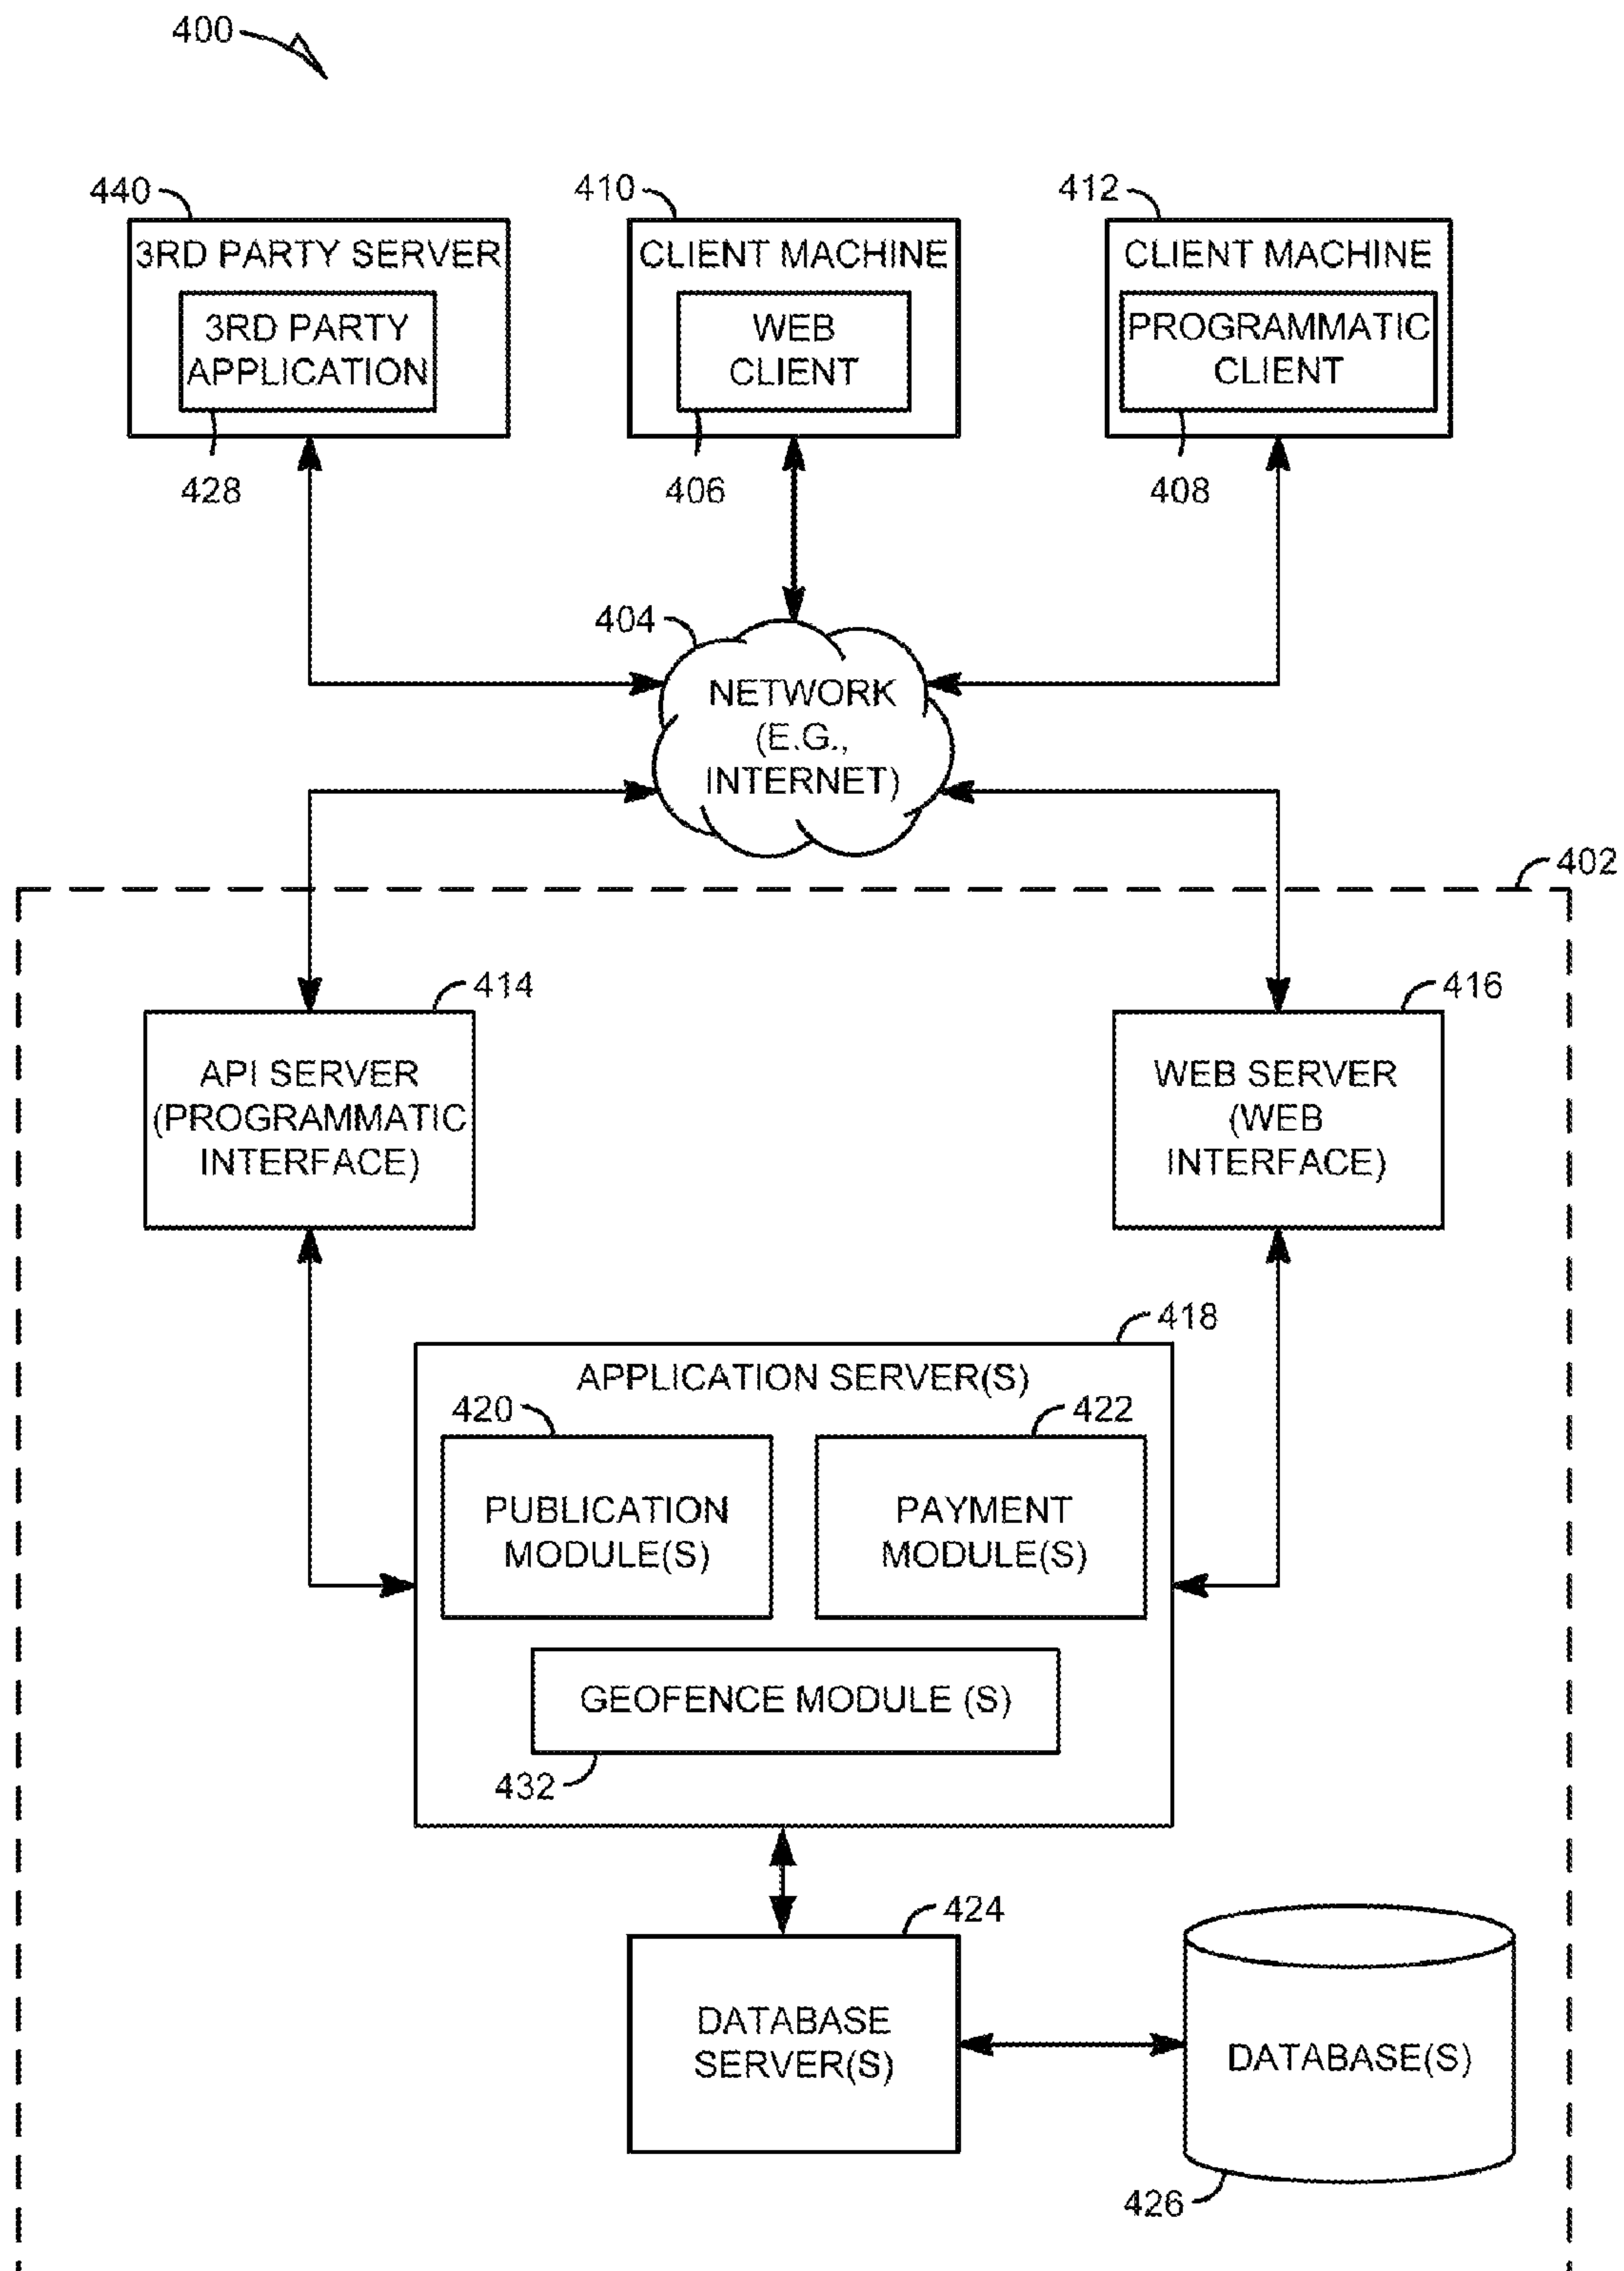 400
440
3RD PARTY SERVER
3RD PARTY
APPLICATION
428
410
CLIENT MACHINE
WEB
CLIENT
406
412
CLIENT MACHINE
PROGRAMMATIC
CLIENT
408
404
NETWORK
(E.G.,
INTERNET)
402
414
API SERVER
(PROGRAMMATIC
INTERFACE)
416
WEB SERVER
(WEB
INTERFACE)
418
APPLICATION SERVER(S)
420
PUBLICATION
MODULE(S)
422
PAYMENT
MODULE(S)
GEOFENCE MODULE (S)
432
424
DATABASE
SERVER(S)
DATABASE(S)
426